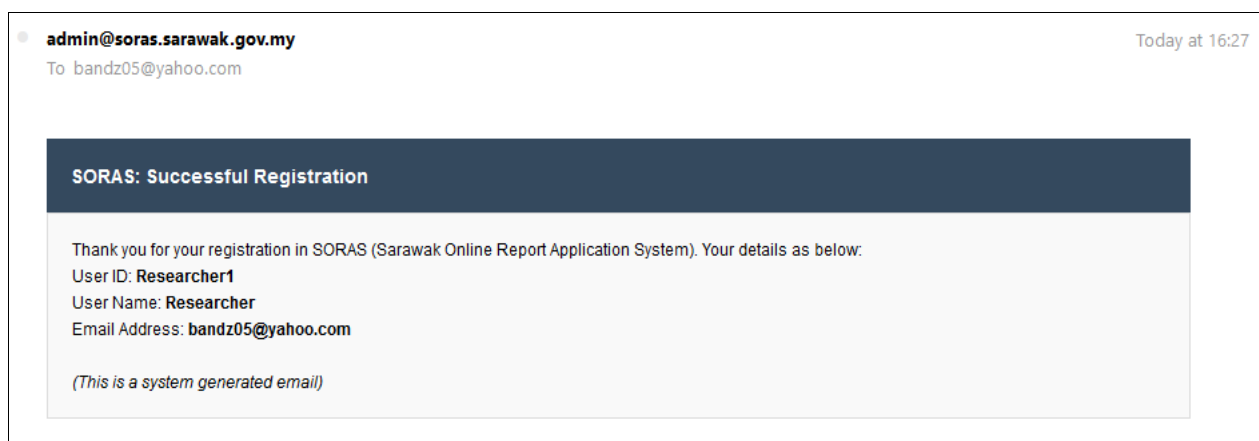 admin@soras.sarawak.gov.my
Today at 16:27
To bandz05@yahoo.com
SORAS: Successful Registration
Thank you for your registration in SORAS (Sarawak Online Report Application System). Your details as below:
User ID: Researcher1
User Name: Researcher
Email Address: bandz05@yahoo.com
(This is a system generated email)